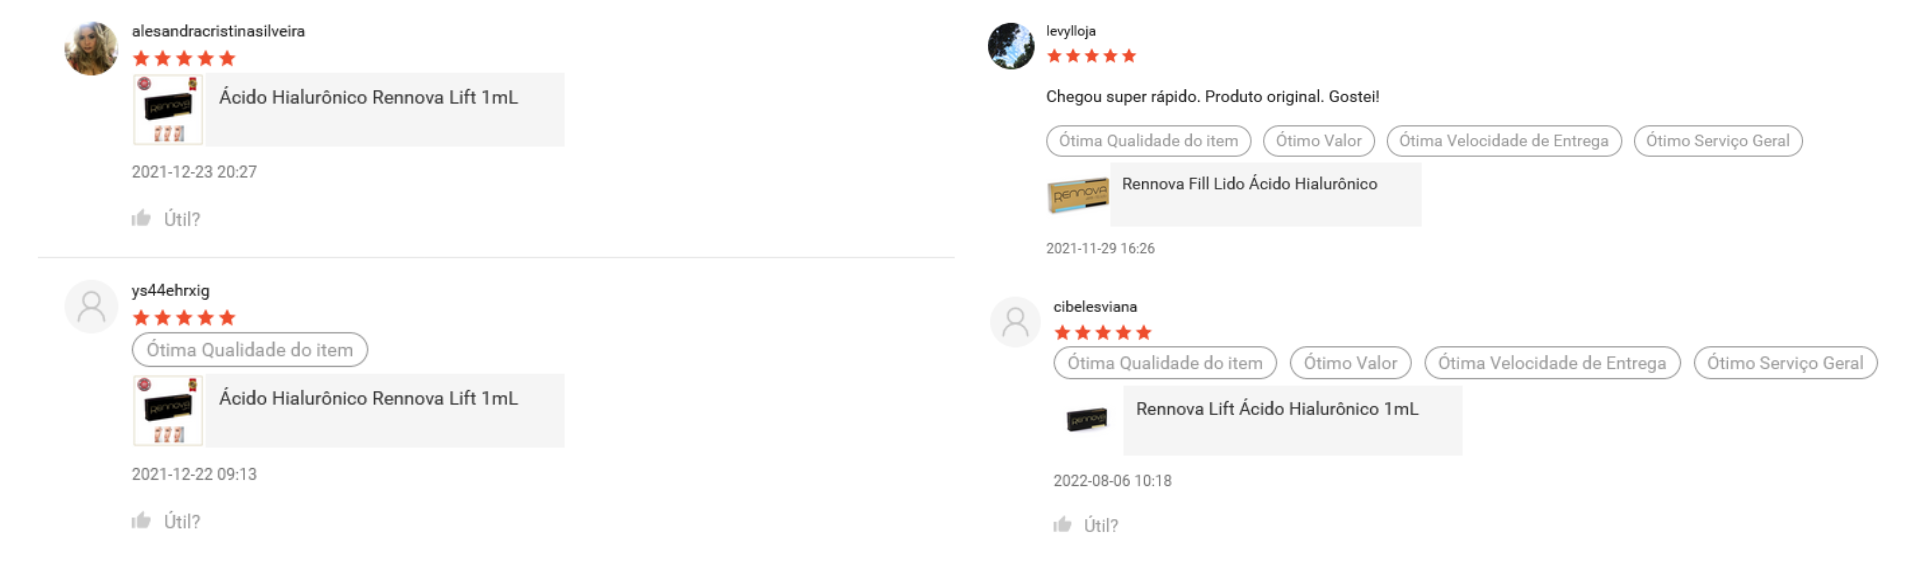 alesandracristinasilveira
RENNOVA
Ácido Hialurônico Rennova Lift 1mL
2021-12-23 20:27
Útil?
ys44ehrxig
Ótima Qualidade do item
RENNOVA
Ácido Hialurônico Rennova Lift 1mL
2021-12-22 09:13
Útil?
levylloja
Chegou super rápido. Produto original. Gostei!
Ótima Qualidade do item Ótimo Valor Ótima Velocidade de Entrega Ótimo Serviço Geral
RENNOVA
Rennova Fill Lido Ácido Hialurônico
2021-11-29 16:26
cibelesviana
Ótima Qualidade do item Ótimo Valor Ótima Velocidade de Entrega Ótimo Serviço Geral
RENNOVA
Rennova Lift Ácido Hialurônico 1mL
2022-08-06 10:18
Útil?